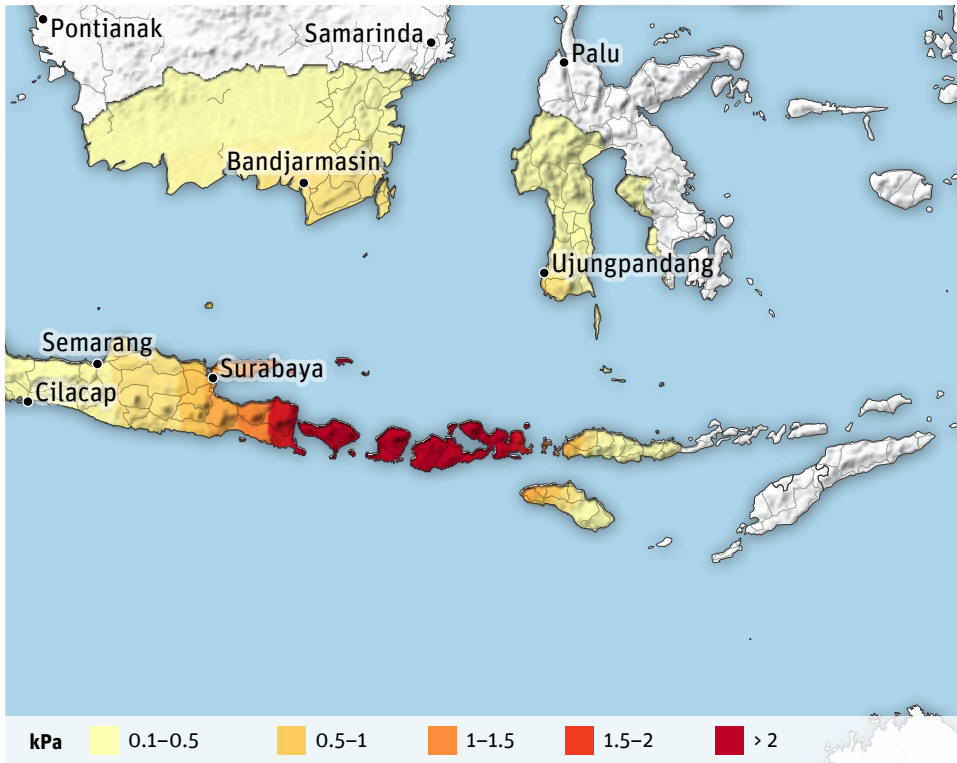 Pontianak
Samarinda
Palu
Bandjarmasin
Ujungpandang
Semarang
Surabaya
Cilacap
kPa 0.1–0.5 0.5–1 1–1.5 1.5–2 > 2